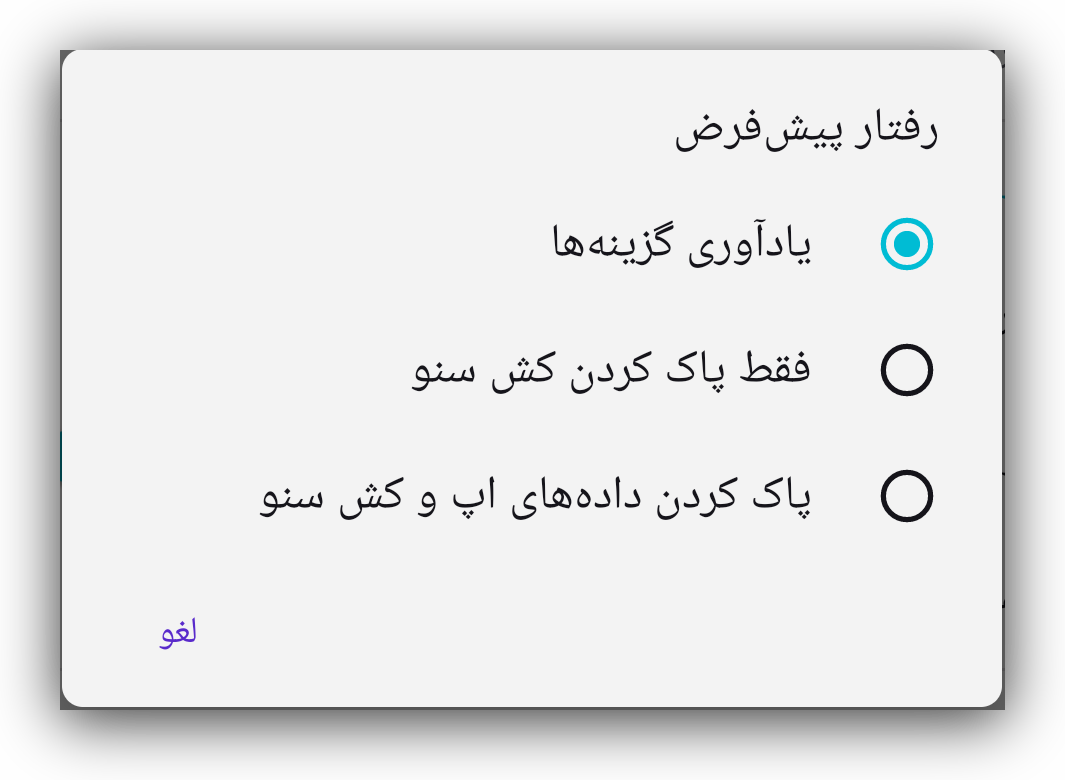 رفتار پیش‌فرض
یادآوری گزینه‌ها
فقط پاک کردن کش سنو
پاک کردن داده‌های اپ و کش سنو
لغو